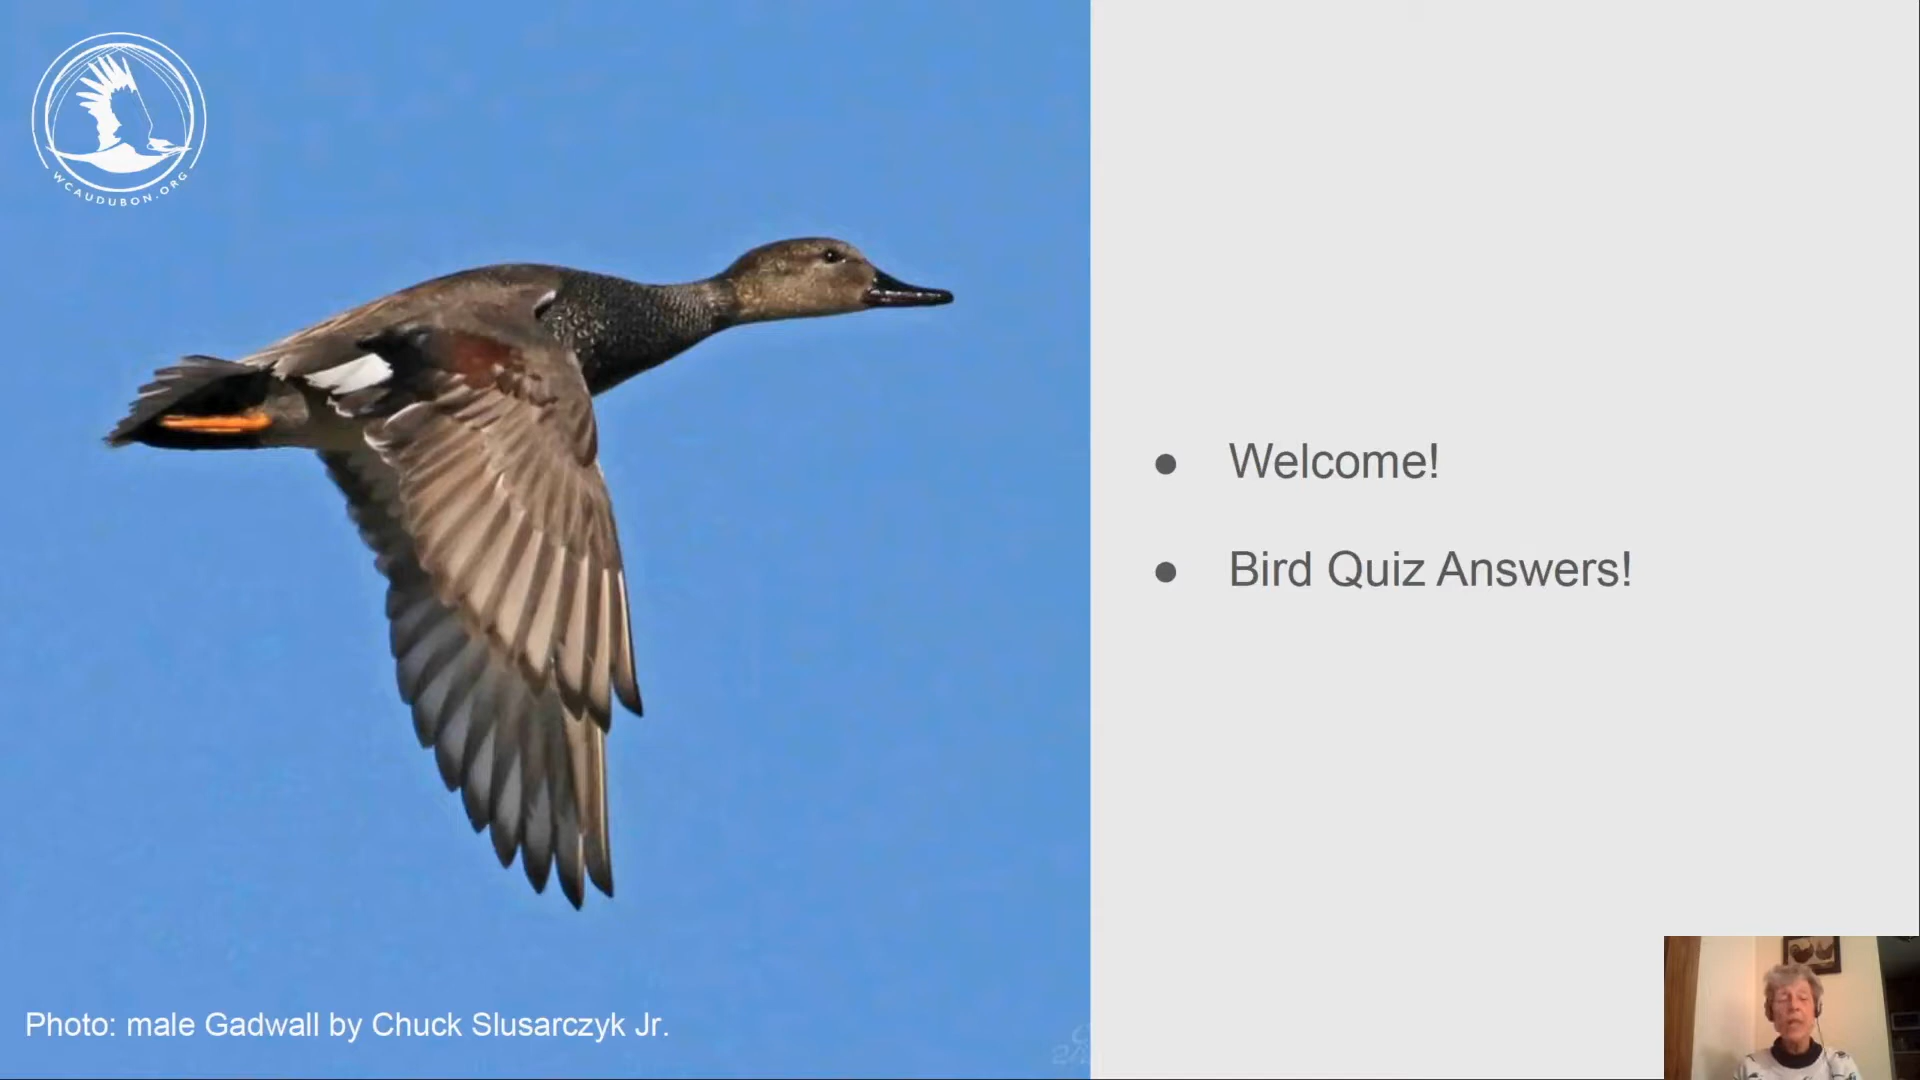 WCAUDUBON.ORG
Welcome!
Bird Quiz Answers!
Photo: male Gadwall by Chuck Slusarczyk Jr.